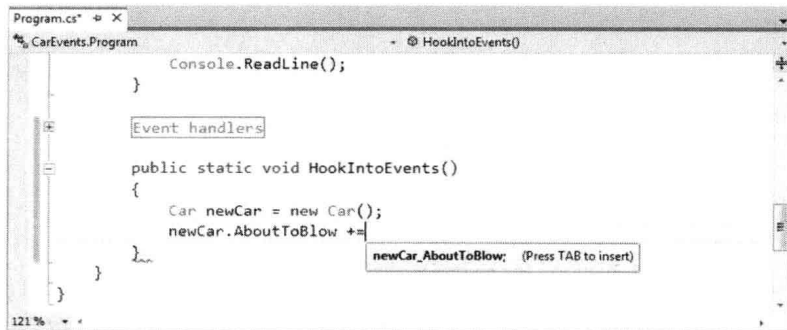 Program.cs*
CarEvents.Program HookIntoEvents()
Console.ReadLine();
}
Event handlers
public static void HookIntoEvents()
{
Car newCar = new Car();
newCar.AboutToBlow +=
newCar_AboutToBlow; (Press TAB to insert)
}
}
}
121 %